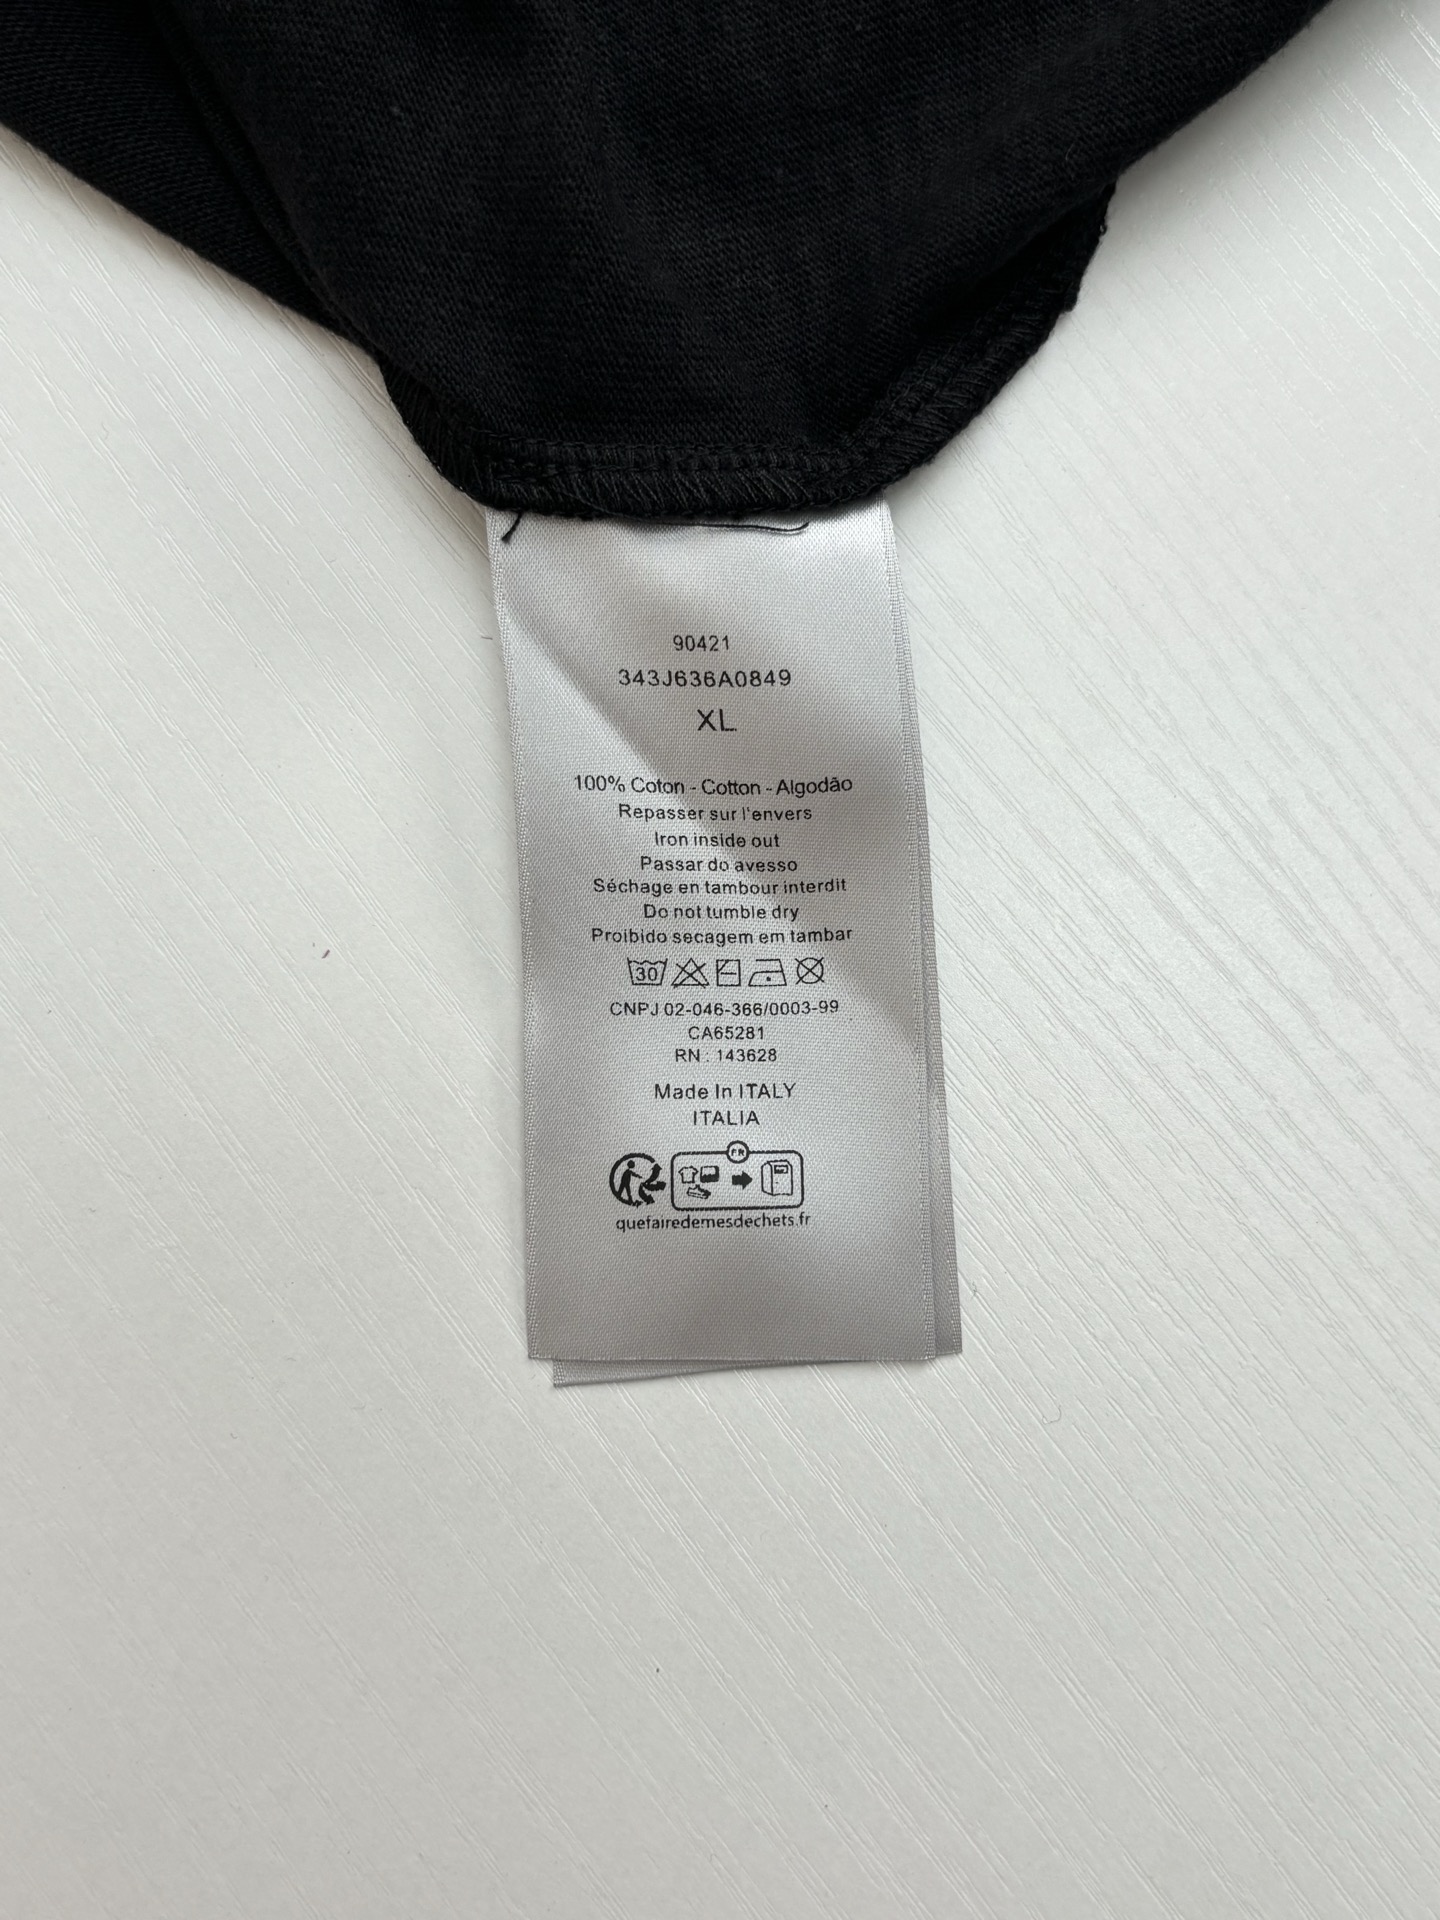 90421
343J636A0849
XL
100% Coton - Cotton - Algodão
Repasser sur l'envers
Iron inside out
Passar do avesso
Séchage en tambour interdit
Do not tumble dry
Proibido secagem em tambar
30
CNPJ 02-046-366/0003-99
CA65281
RN : 143628
Made In ITALY
ITALIA
FR
quefairedemesdechets.fr